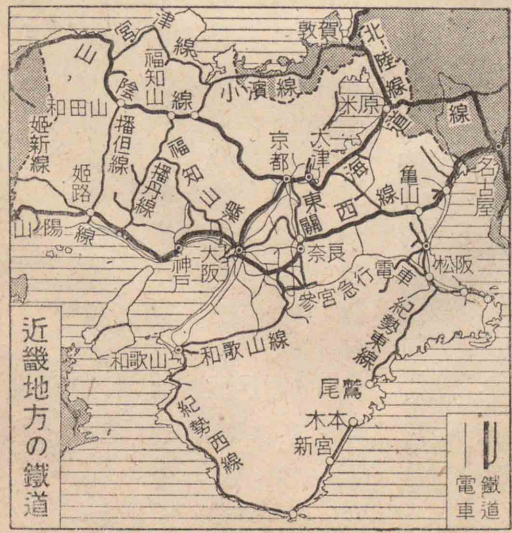 近畿地方の鐵道
鐵道
電車
敦賀
北陸線
宮津線
山陰線
福知山
小濱線
米原
線
和田山
姫新線
播但線
播丹線
福知山線
京都
大津
東海道
名古屋
姫路
亀山
關西線
山陽線
神戸
大阪
奈良
松阪
參宮急行電車
和歌山
和歌山線
紀勢東線
尾鷲
木本
新宮
紀勢西線